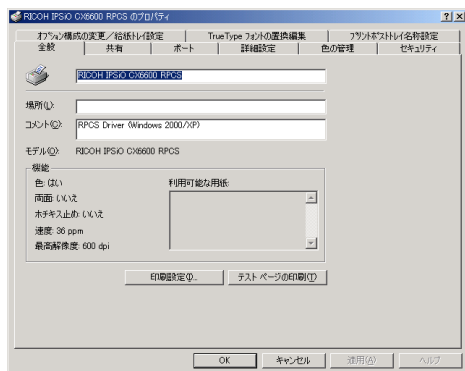 RICOH IPSiO CX6600 RPCS のプロパティ
オプション構成の変更／給紙トレイ設定
TrueType フォントの置換編集
プリントポストトレイ名称設定
全般
共有
ポート
詳細設定
色の管理
セキュリティ
RICOH IPSiO CX6600 RPCS
場所(L):
コメント(C):
RPCS Driver (Windows 2000/XP)
モデル(O): RICOH IPSiO CX6600 RPCS
機能
色: はい
利用可能な用紙:
両面: いいえ
ホチキス止め: いいえ
速度: 36 ppm
最高解像度: 600 dpi
印刷設定(I)...
テスト ページの印刷(T)
OK
キャンセル
適用(A)
ヘルプ